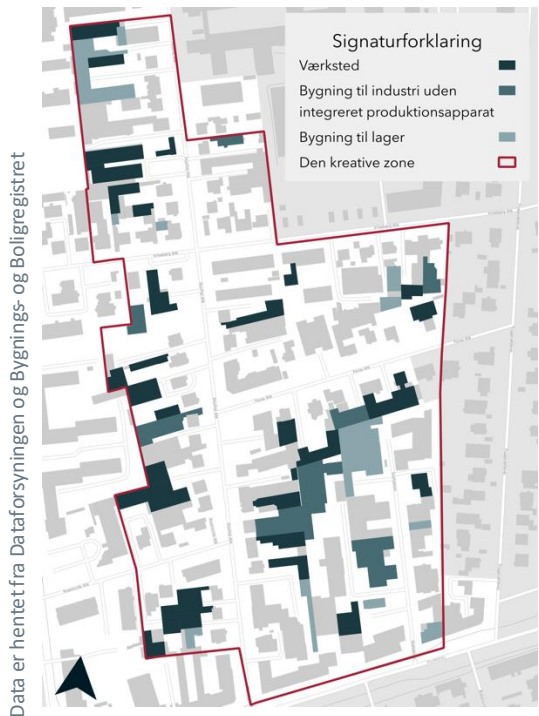 Signaturforklaring
Værksted
Bygning til industri uden
integreret produktionsapparat
Bygning til lager
Den kreative zone
Data er hentet fra Dataforsyningen og Bygnings- og Boligregistret